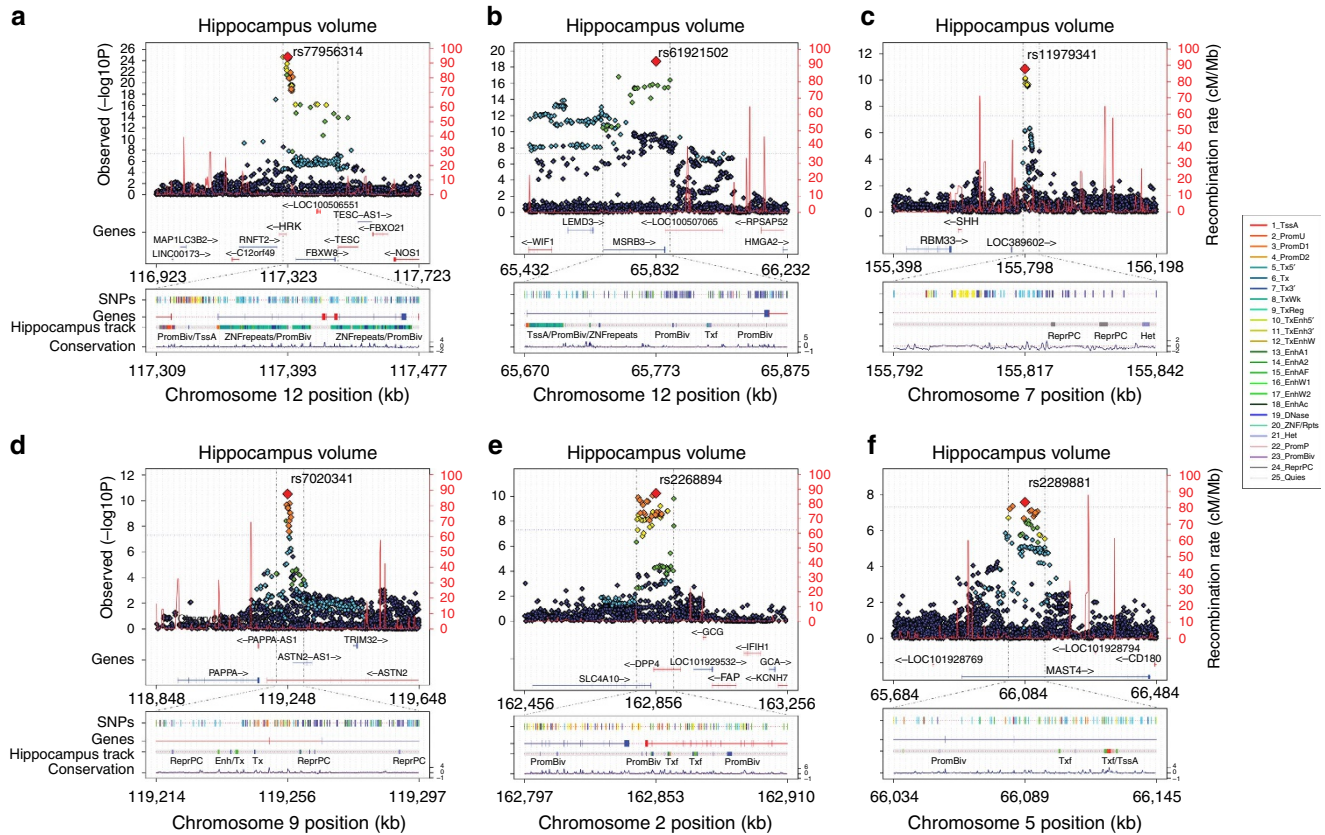 a
Hippocampus volume
rs77956314
Observed (–log10P)
26
24
22
20
18
16
14
12
10
8
6
4
2
0
100
90
80
70
60
50
40
30
20
10
0
Genes
<–LOC100506551
TESC–AS1–>
<–HRK
<–FBXO21
MAP1LC3B2–>
RNFT2–>
<–TESC
LINC00173–>
<–C12orf49
FBXW8–>
<–NOS1
116,923
117,323
117,723
SNPs
Genes
Hippocampus track
PromBiv/TssA
ZNFrepeats/PromBiv
ZNFrepeats/PromBiv
Conservation
4
2
0
117,309
117,393
117,477
Chromosome 12 position (kb)
b
Hippocampus volume
rs61921502
20
18
16
14
12
10
8
6
4
2
0
100
90
80
70
60
50
40
30
20
10
0
LEMD3–>
<–LOC100507065
<–RPSAP52
<–WIF1
MSRB3–>
HMGA2–>
65,432
65,832
66,232
TssA/PromBiv/ZNFrepeats
PromBiv
Txf
PromBiv
5
2
–1
65,670
65,773
65,875
Chromosome 12 position (kb)
c
Hippocampus volume
rs11979341
12
10
8
6
4
2
0
100
90
80
70
60
50
40
30
20
10
0
Recombination rate (cM/Mb)
<–SHH
RBM33–>
LOC389602–>
155,398
155,798
156,198
ReprPC
ReprPC
Het
4
2
0
–2
155,792
155,817
155,842
Chromosome 7 position (kb)
1_TssA
2_PromU
3_PromD1
4_PromD2
5_Tx5′
6_Tx
7_Tx3′
8_TxWk
9_TxReg
10_TxEnh5′
11_TxEnh3′
12_TxEnhW
13_EnhA1
14_EnhA2
15_EnhAF
16_EnhW1
17_EnhW2
18_EnhAc
19_DNase
20_ZNF/Rpts
21_Het
22_PromP
23_PromBiv
24_ReprPC
25_Quies
d
Hippocampus volume
rs7020341
Observed (–log10P)
12
10
8
6
4
2
0
100
90
80
70
60
50
40
30
20
10
0
Genes
<–PAPPA-AS1
TRIM32–>
ASTN2–AS1–>
PAPPA–>
<–ASTN2
118,848
119,248
119,648
SNPs
Genes
Hippocampus track
ReprPC
Enh/Tx
Tx
ReprPC
ReprPC
Conservation
4
–1
119,214
119,256
119,297
Chromosome 9 position (kb)
e
Hippocampus volume
rs2268894
10
8
6
4
2
0
100
90
80
70
60
50
40
30
20
10
0
<–GCG
<–IFIH1
<–DPP4
LOC101929532–>
GCA–>
SLC4A10–>
<–FAP
<–KCNH7
162,456
162,856
163,256
PromBiv
PromBiv
Txf
Txf
PromBiv
4
–1
162,797
162,853
162,910
Chromosome 2 position (kb)
f
Hippocampus volume
rs2289881
8
6
4
2
0
100
90
80
70
60
50
40
30
20
10
0
Recombination rate (cM/Mb)
<–LOC101928769
<–LOC101928794
<–CD180
MAST4–>
65,684
66,084
66,484
PromBiv
Txf
Txf/TssA
4
–1
66,034
66,089
66,145
Chromosome 5 position (kb)